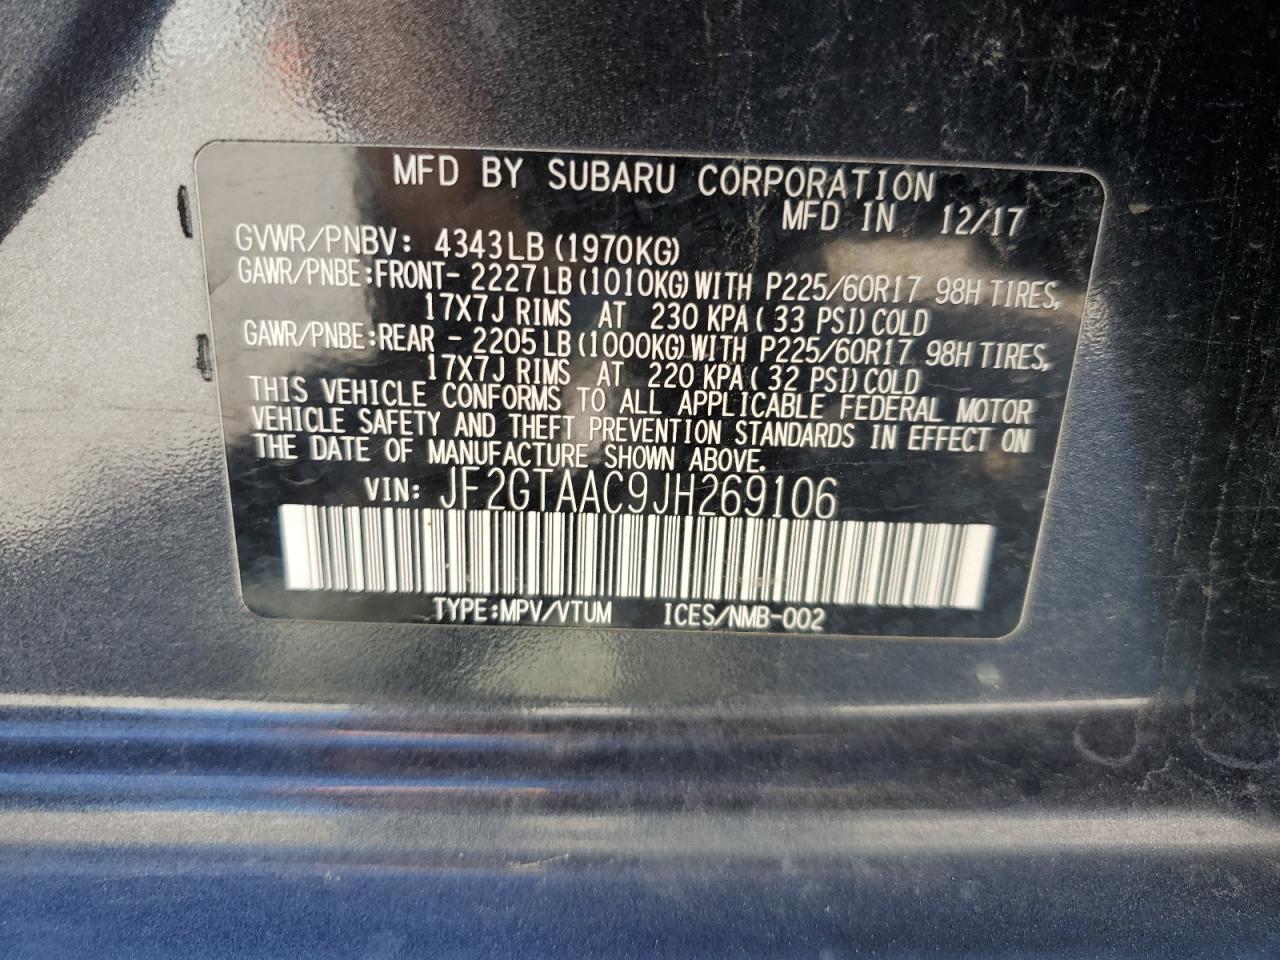 MFD BY SUBARU CORPORATION
MFD IN 12/17
GVWR/PNBV: 4343LB(1970KG)
GAWR/PNBE:FRONT- 2227LB(1010KG)WITH P225/60R17 98H TIRES,
17X7J RIMS AT 230 KPA( 33 PSI)COLD
GAWR/PNBE:REAR - 2205LB(1000KG)WITH P225/60R17 98H TIRES,
17X7J RIMS AT 220 KPA( 32 PSI)COLD
THIS VEHICLE CONFORMS TO ALL APPLICABLE FEDERAL MOTOR
VEHICLE SAFETY AND THEFT PREVENTION STANDARDS IN EFFECT ON
THE DATE OF MANUFACTURE SHOWN ABOVE.
VIN: JF2GTAAC9JH269106
TYPE:MPV/VTUM ICES/NMB-002